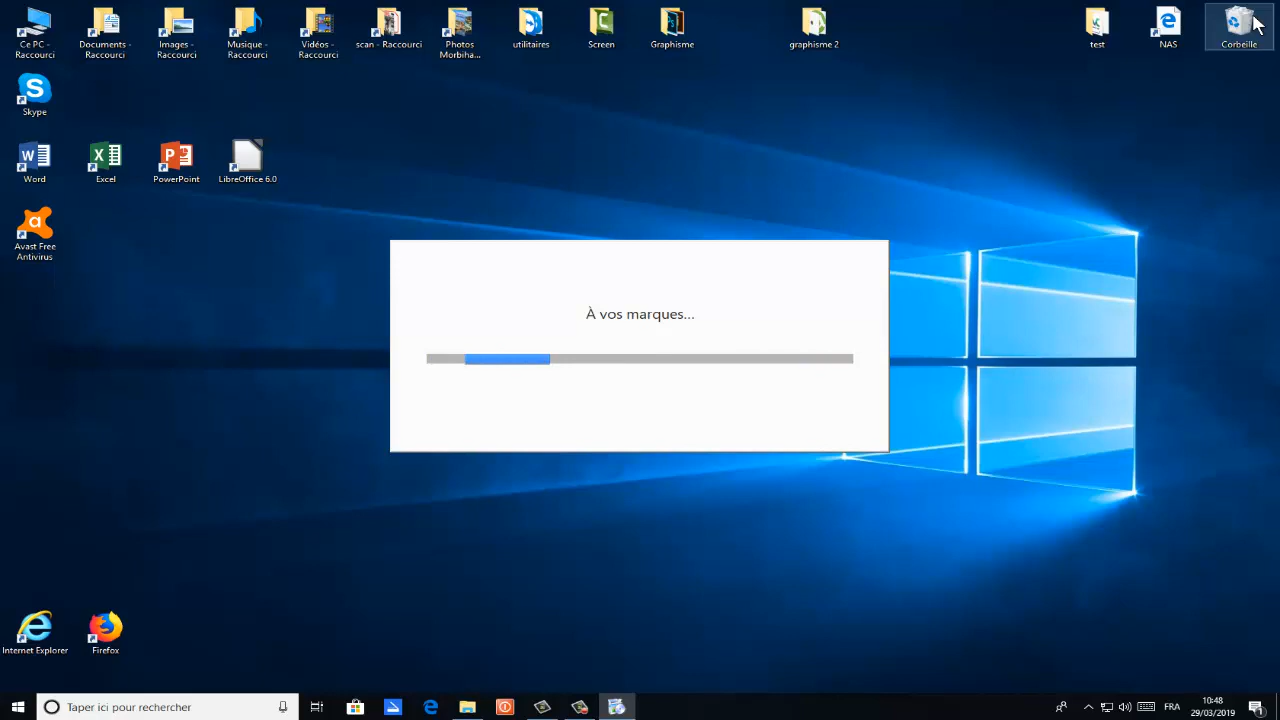 Ce PC -
Raccourci
Documents -
Raccourci
Images -
Raccourci
Musique -
Raccourci
Vidéos -
Raccourci
scan - Raccourci
Photos
Morbiha...
utilitaires
Screen
Graphisme
graphisme 2
test
NAS
Corbeille
Skype
Word
Excel
PowerPoint
LibreOffice 6.0
Avast Free
Antivirus
À vos marques...
Internet Explorer
Firefox
Taper ici pour rechercher
FRA
10:48
29/03/2019
1